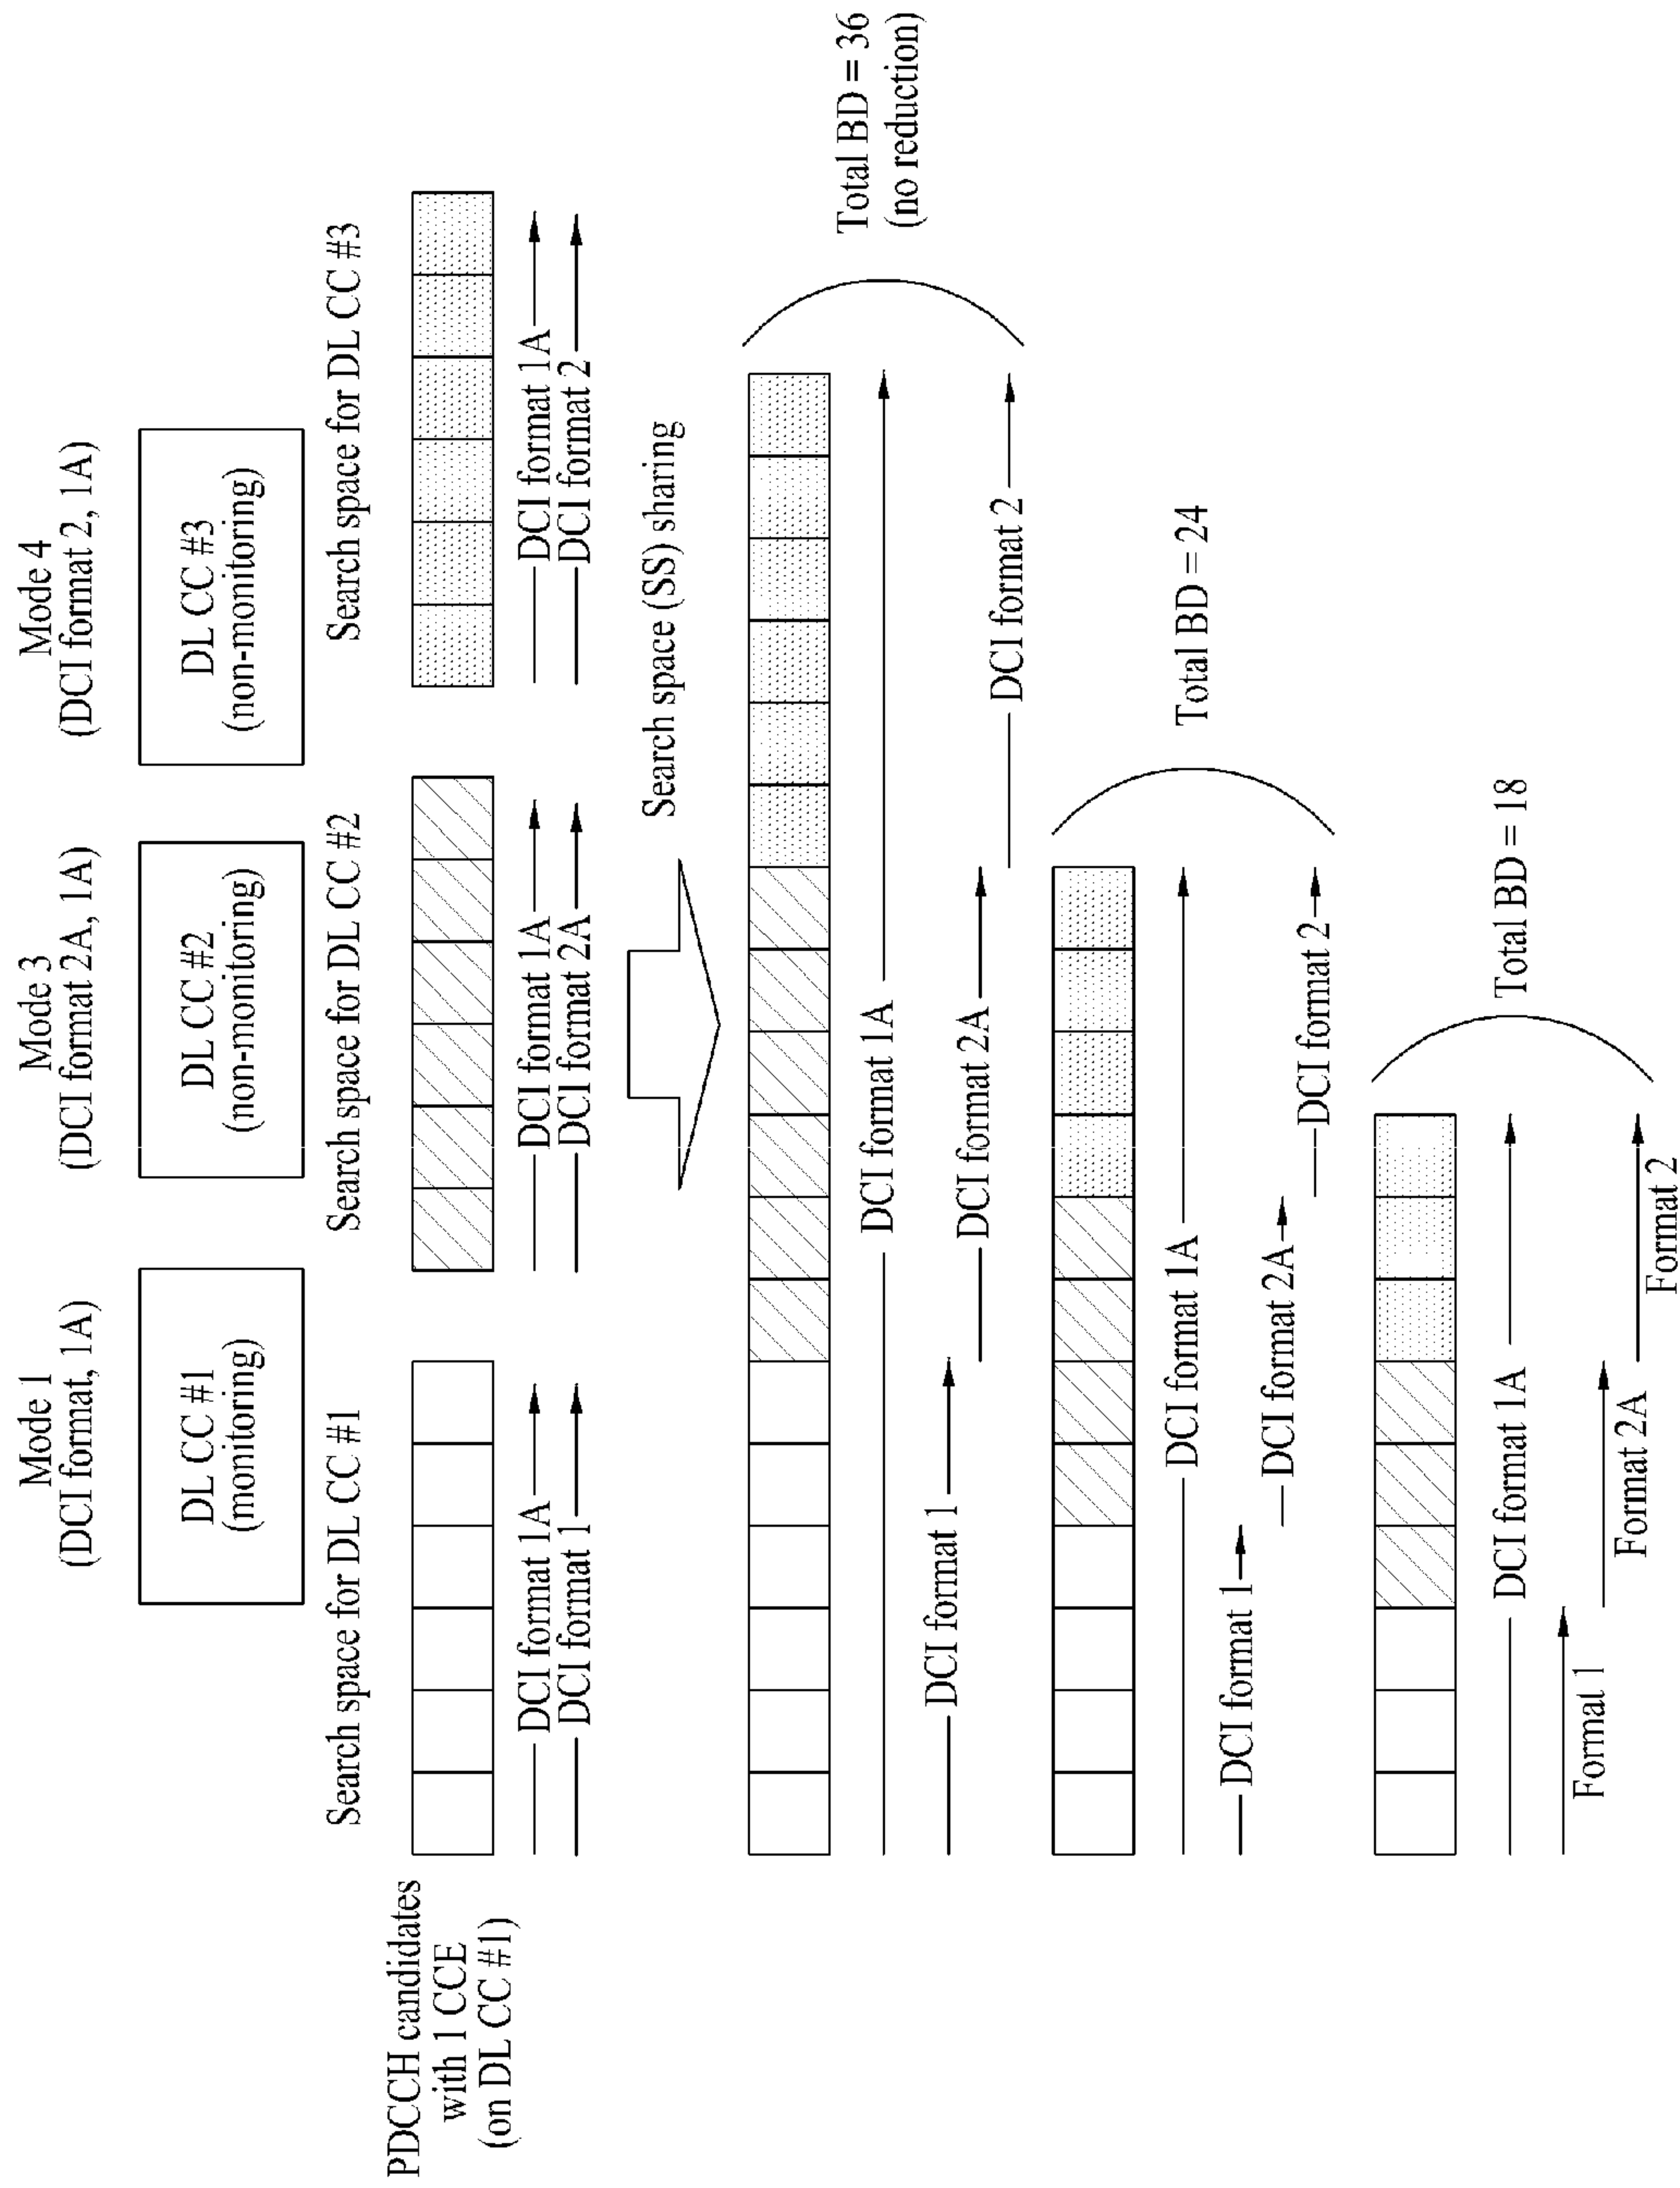 Mode 1
(DCI format, 1A)
Mode 3
(DCI format 2A, 1A)
Mode 4
(DCI format 2, 1A)
DL CC #1
(monitoring)
DL CC #2
(non-monitoring)
DL CC #3
(non-monitoring)
Search space for DL CC #1
Search space for DL CC #2
Search space for DL CC #3
PDCCH candidates
with 1 CCE
(on DL CC #1)
DCI format 1A
DCI format 1
DCI format 1A
DCI format 2A
DCI format 1A
DCI format 2
Search space (SS) sharing
DCI format 1A
DCI format 1
DCI format 2A
DCI format 2
Total BD = 36
(no reduction)
DCI format 1A
DCI format 1
DCI format 2A
DCI format 2
Total BD = 24
DCI format 1A
Format 1
Format 2A
Format 2
Total BD = 18